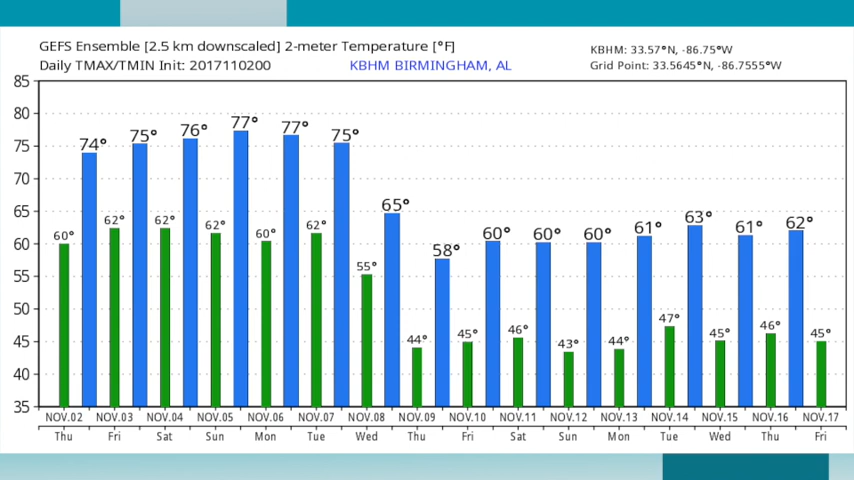 GEFS Ensemble [2.5 km downscaled] 2-meter Temperature [°F]
Daily TMAX/TMIN Init: 2017110200
KBHM BIRMINGHAM, AL
KBHM: 33.57°N, -86.75°W
Grid Point: 33.5645°N, -86.7555°W
85
80
75
70
65
60
55
50
45
40
35
74° 75° 76° 77° 77° 75° 65° 58° 60° 60° 60° 61° 63° 61° 62°
60° 62° 62° 62° 60° 62° 55° 44° 45° 46° 43° 44° 47° 45° 46° 45°
NOV.02 NOV.03 NOV.04 NOV.05 NOV.06 NOV.07 NOV.08 NOV.09 NOV.10 NOV.11 NOV.12 NOV.13 NOV.14 NOV.15 NOV.16 NOV.17
Thu Fri Sat Sun Mon Tue Wed Thu Fri Sat Sun Mon Tue Wed Thu Fri